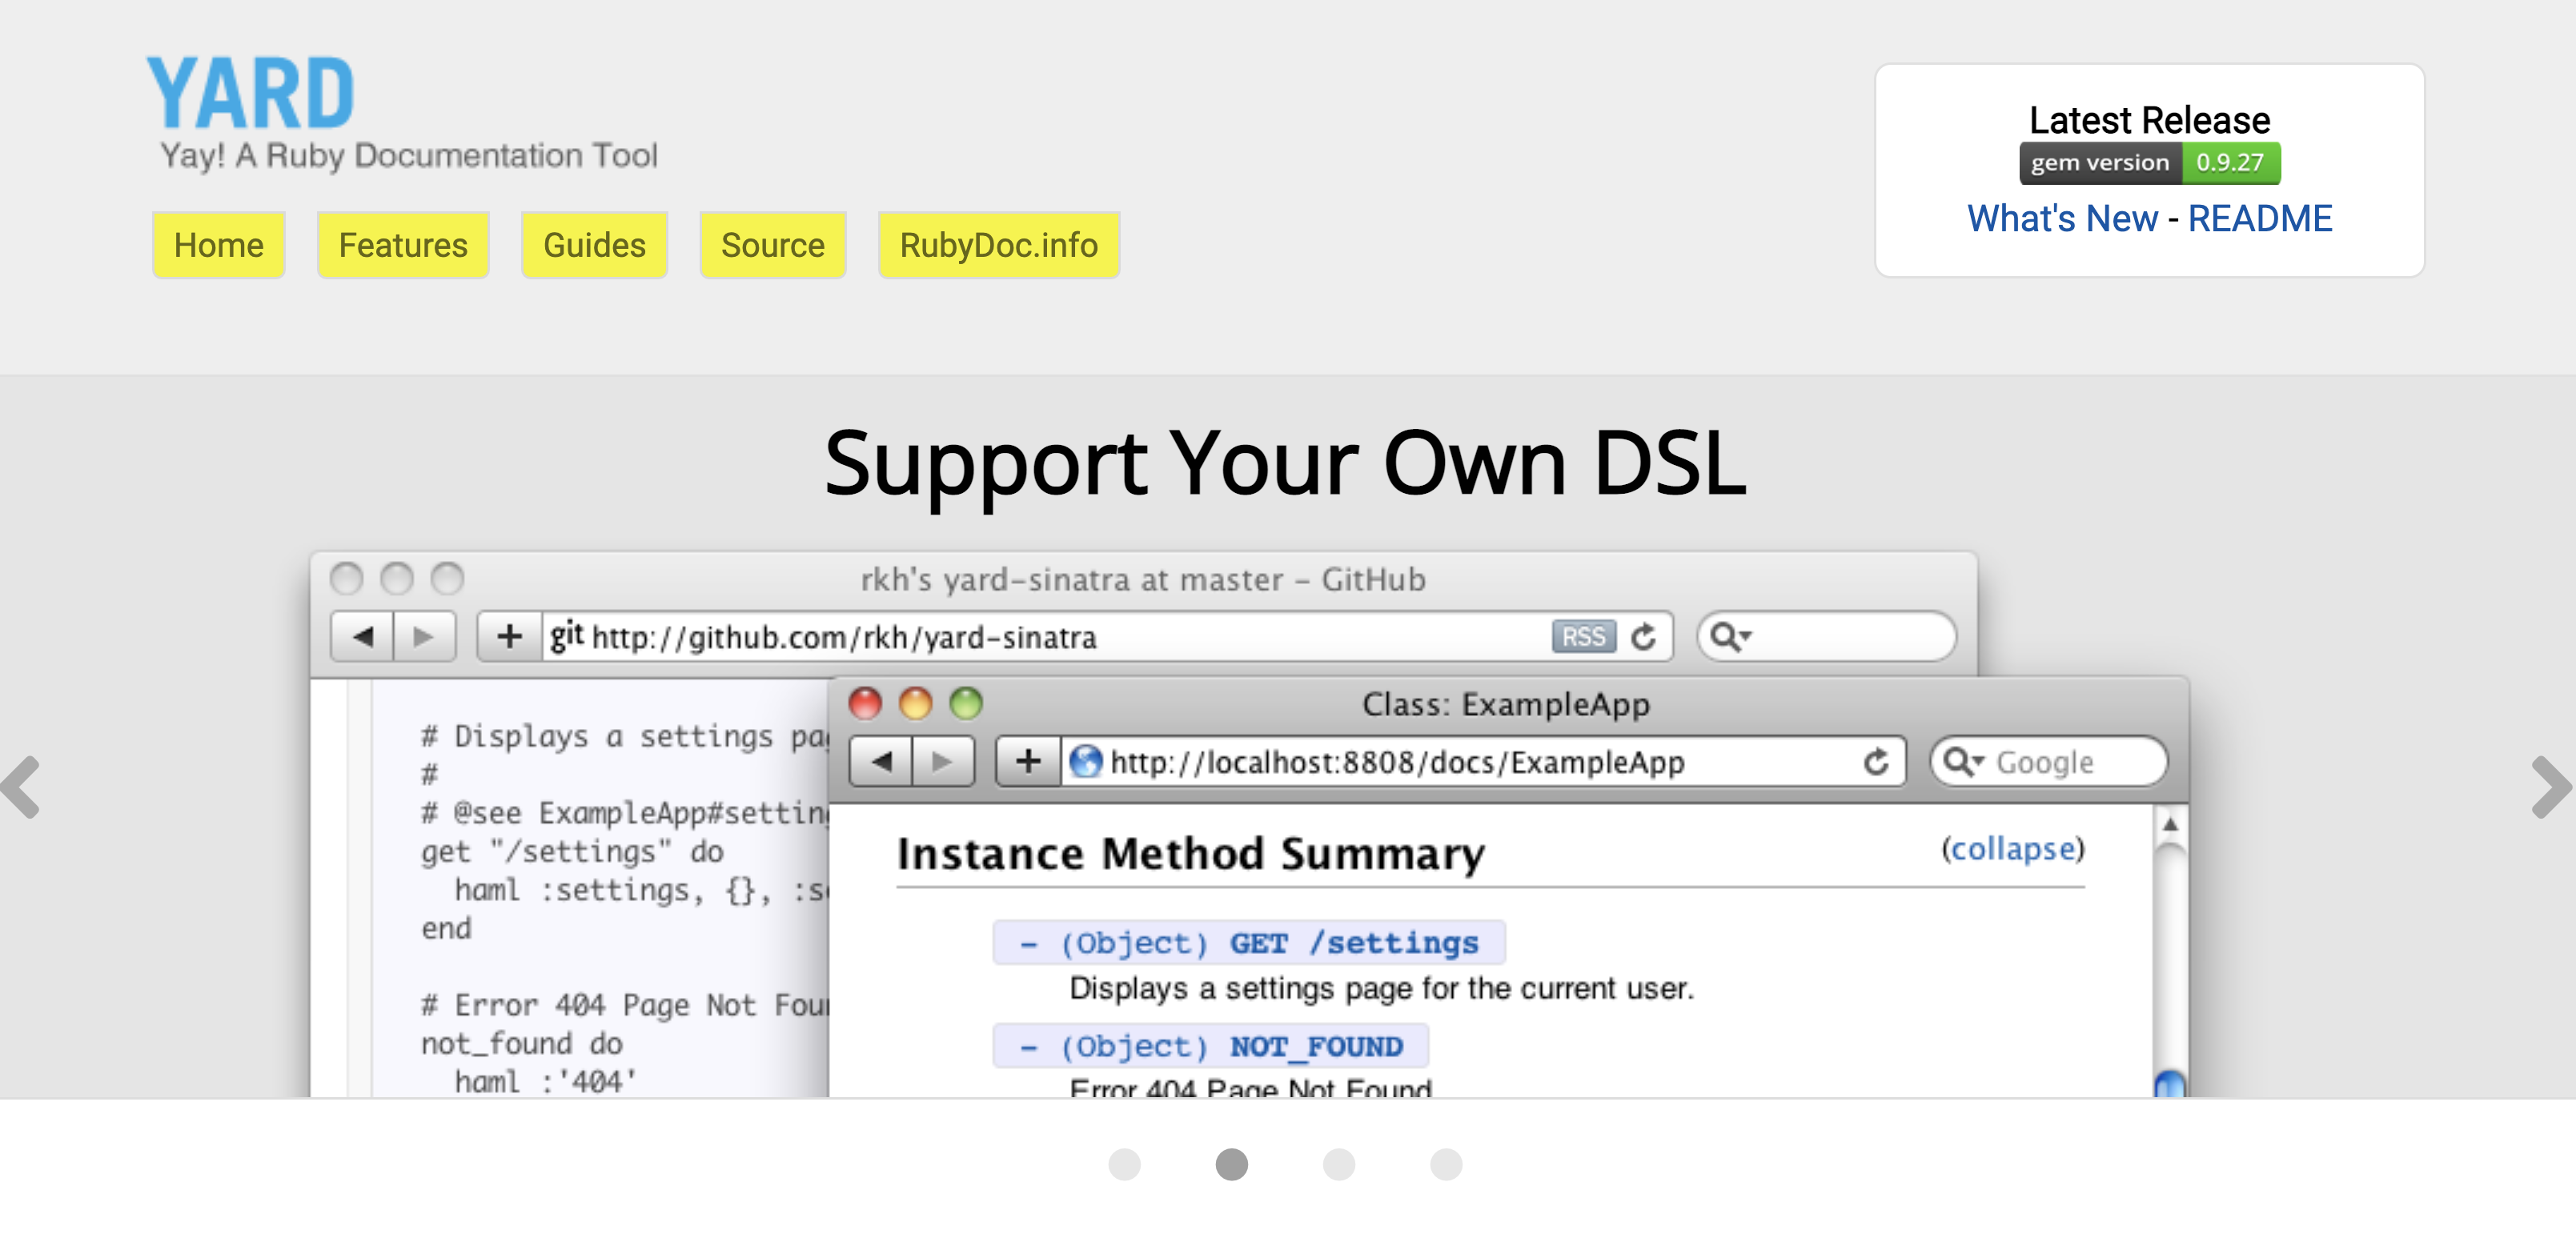 YARD
Yay! A Ruby Documentation Tool
Home Features Guides Source RubyDoc.info
Latest Release
gem version 0.9.27
What's New - README
Support Your Own DSL
rkh's yard-sinatra at master – GitHub
git http://github.com/rkh/yard-sinatra RSS
# Displays a settings pa
#
# @see ExampleApp#settin
get "/settings" do
haml :settings, {}, :s
end
# Error 404 Page Not Fou
not_found do
haml :'404'
Class: ExampleApp
http://localhost:8808/docs/ExampleApp Google
Instance Method Summary (collapse)
- (Object) GET /settings
Displays a settings page for the current user.
- (Object) NOT_FOUND
Error 404 Page Not Found